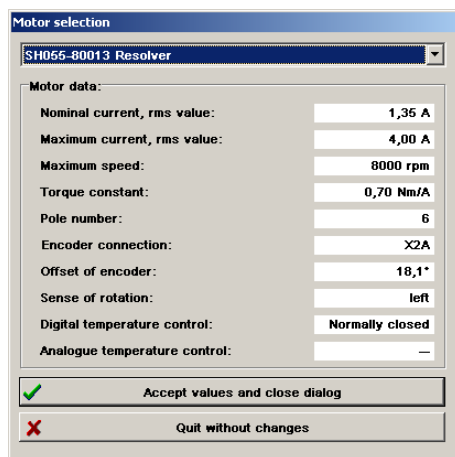 Motor selection
SH055-80013 Resolver
Motor data:
Nominal current, rms value: 1,35 A
Maximum current, rms value: 4,00 A
Maximum speed: 8000 rpm
Torque constant: 0,70 Nm/A
Pole number: 6
Encoder connection: X2A
Offset of encoder: 18,1°
Sense of rotation: left
Digital temperature control: Normally closed
Analogue temperature control: ---
Accept values and close dialog
Quit without changes